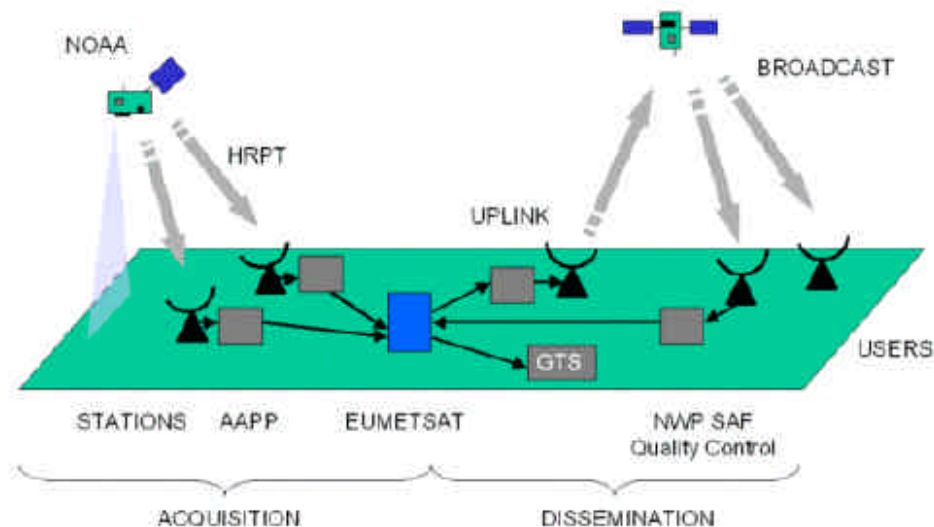 NOAA
BROADCAST
HRPT
UPLINK
GTS
USERS
STATIONS
AAPP
EUMETSAT
NWP SAF
Quality Control
ACQUISITION
DISSEMINATION